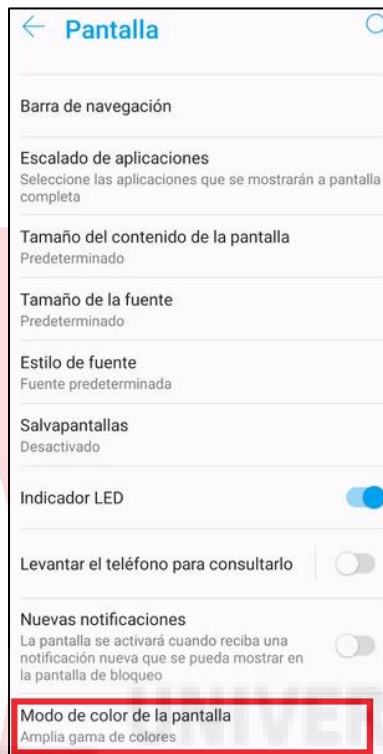 Pantalla
Barra de navegación
Escalado de aplicaciones
Seleccione las aplicaciones que se mostrarán a pantalla
completa
Tamaño del contenido de la pantalla
Predeterminado
Tamaño de la fuente
Predeterminado
Estilo de fuente
Fuente predeterminada
Salvapantallas
Desactivado
Indicador LED
Levantar el teléfono para consultarlo
Nuevas notificaciones
La pantalla se activará cuando reciba una
notificación nueva que se pueda mostrar en
la pantalla de bloqueo
Modo de color de la pantalla
Amplia gama de colores
UNIVER